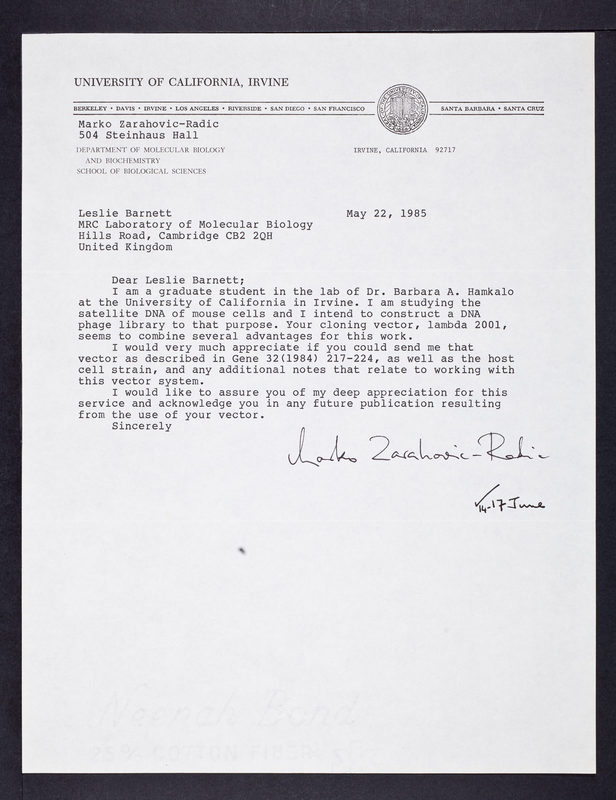 UNIVERSITY OF CALIFORNIA, IRVINE
BERKELEY • DAVIS • IRVINE • LOS ANGELES • RIVERSIDE • SAN DIEGO • SAN FRANCISCO
SANTA BARBARA • SANTA CRUZ
Marko Zarahovic-Radic
504 Steinhaus Hall
DEPARTMENT OF MOLECULAR BIOLOGY
AND BIOCHEMISTRY
SCHOOL OF BIOLOGICAL SCIENCES
IRVINE, CALIFORNIA 92717
Leslie Barnett May 22, 1985
MRC Laboratory of Molecular Biology
Hills Road, Cambridge CB2 2QH
United Kingdom
Dear Leslie Barnett;
I am a graduate student in the lab of Dr. Barbara A. Hamkalo
at the University of California in Irvine. I am studying the
satellite DNA of mouse cells and I intend to construct a DNA
phage library to that purpose. Your cloning vector, lambda 2001,
seems to combine several advantages for this work.
I would very much appreciate if you could send me that
vector as described in Gene 32(1984) 217-224, as well as the host
cell strain, and any additional notes that relate to working with
this vector system.
I would like to assure you of my deep appreciation for this
service and acknowledge you in any future publication resulting
from the use of your vector.
Sincerely
Marko Zarahovic-Radic
✓14-17 June
Neenah Bond
25% COTTON FIBER